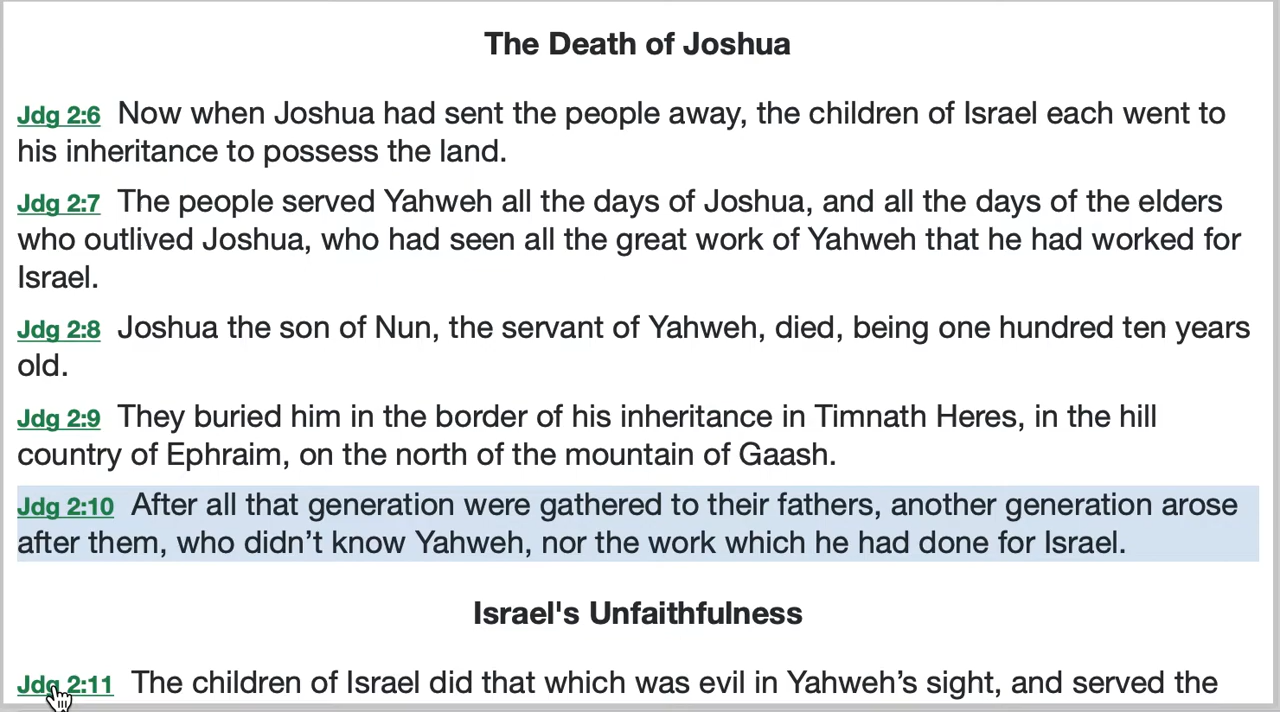 The Death of Joshua
Jdg 2:6 Now when Joshua had sent the people away, the children of Israel each went to
his inheritance to possess the land.
Jdg 2:7 The people served Yahweh all the days of Joshua, and all the days of the elders
who outlived Joshua, who had seen all the great work of Yahweh that he had worked for
Israel.
Jdg 2:8 Joshua the son of Nun, the servant of Yahweh, died, being one hundred ten years
old.
Jdg 2:9 They buried him in the border of his inheritance in Timnath Heres, in the hill
country of Ephraim, on the north of the mountain of Gaash.
Jdg 2:10 After all that generation were gathered to their fathers, another generation arose
after them, who didn’t know Yahweh, nor the work which he had done for Israel.
Israel's Unfaithfulness
Jdg 2:11 The children of Israel did that which was evil in Yahweh’s sight, and served the